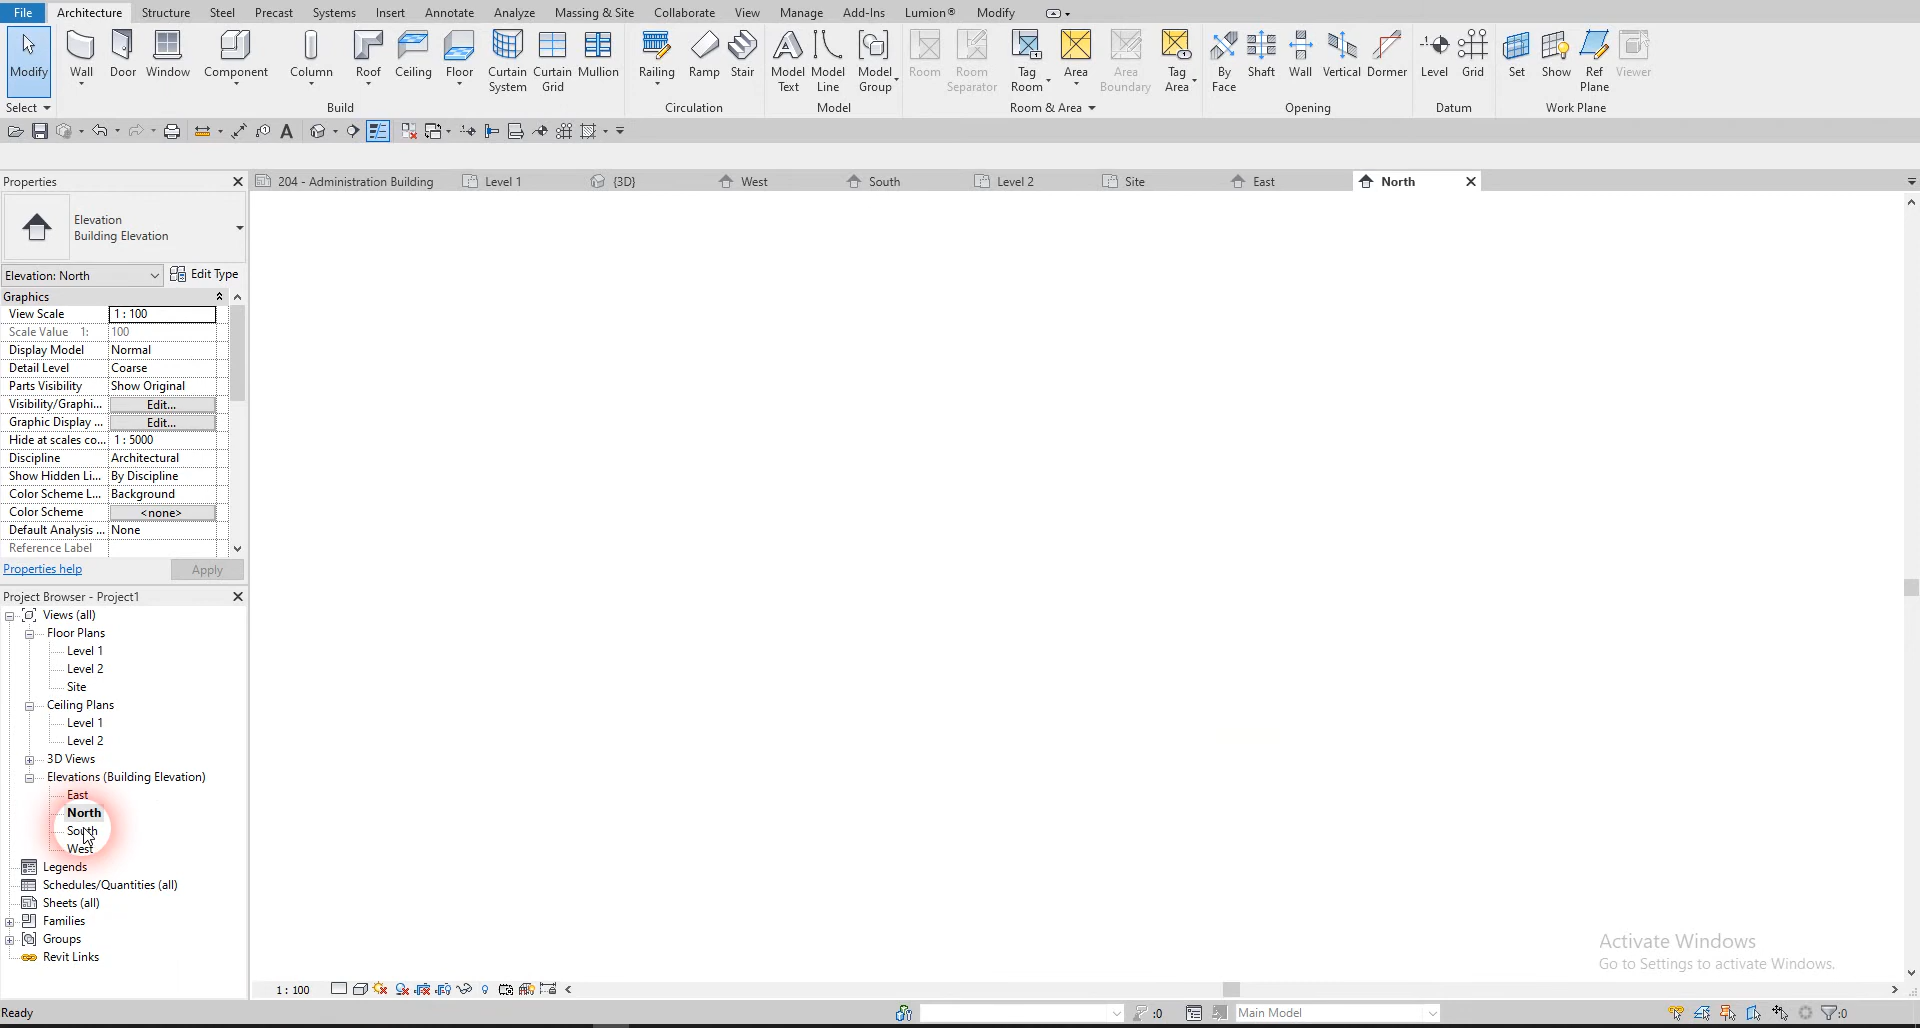 File Architecture Structure Steel Precast Systems Insert Annotate Analyze Massing & Site Collaborate View Manage Add-Ins Lumion® Modify
Modify Wall Door Window Component Column Roof Ceiling Floor Curtain System Curtain Grid Mullion Railing Ramp Stair Model Text Model Line Model Group Room Room Separator Tag Room Area Area Boundary Tag Area By Face Shaft Wall Vertical Dormer Level Grid Set Show Ref Plane Viewer
Select Build Circulation Model Room & Area Opening Datum Work Plane
Properties
204 - Administration Building Level 1 {3D} West South Level 2 Site East North
Elevation
Building Elevation
Elevation: North Edit Type
Graphics
View Scale 1 : 100
Scale Value 1: 100
Display Model Normal
Detail Level Coarse
Parts Visibility Show Original
Visibility/Graphi... Edit...
Graphic Display ... Edit...
Hide at scales co... 1 : 5000
Discipline Architectural
Show Hidden Li... By Discipline
Color Scheme L... Background
Color Scheme <none>
Default Analysis ... None
Reference Label
Properties help Apply
Project Browser - Project1
Views (all)
Floor Plans
Level 1
Level 2
Site
Ceiling Plans
Level 1
Level 2
3D Views
Elevations (Building Elevation)
East
North
South
West
Legends
Schedules/Quantities (all)
Sheets (all)
Families
Groups
Revit Links
Activate Windows
Go to Settings to activate Windows.
1 : 100
Ready :0 Main Model :0